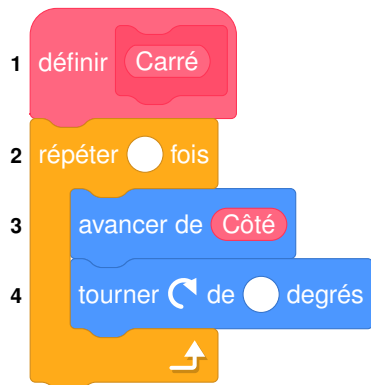 1 définir Carré
2 répéter fois
3 avancer de Côté
4 tourner de degrés